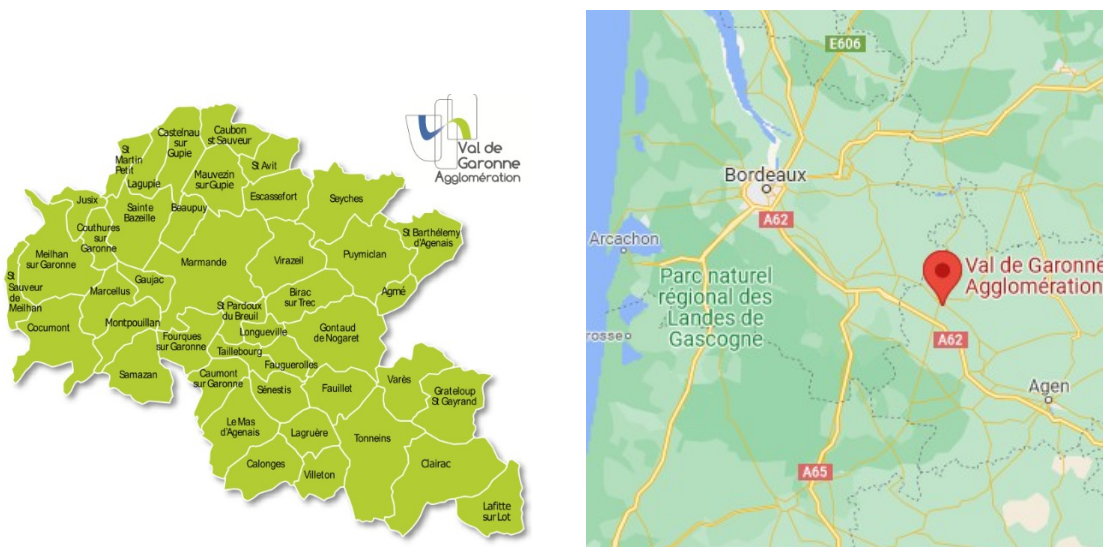 Val de
Garonne
Agglomération
Castelnau
sur
Gupie
Caubon
st Sauveur
St
Martin
Petit
St Avit
Mauvezin
sur Gupie
Lagupie
Escassefort
Seyches
Jusix
Sainte
Bazeille
Beaupuy
Couthures
sur
Garonne
St Barthélemy
d'Agenais
Meilhan
sur Garonne
Marmande
Virazeil
Puymiclan
St
Sauveur
de
Meilhan
Gaujac
Marcellus
Birac
sur Trec
Agmé
St Pardoux
du Breuil
Cocumont
Montpouillan
Longueville
Gontaud
de Nogaret
Fourques
sur Garonne
Taillebourg
Fauguerolles
Samazan
Caumont
sur Garonne
Sénestis
Fauillet
Varès
Grateloup
St Gayrand
Le Mas
d'Agenais
Lagruère
Tonneins
Calonges
Villeton
Clairac
Lafitte
sur Lot
E606
Bordeaux
A62
Arcachon
Parc naturel
régional des
Landes de
Gascogne
Val de Garonne
Agglomération
rosse
A62
Agen
A65